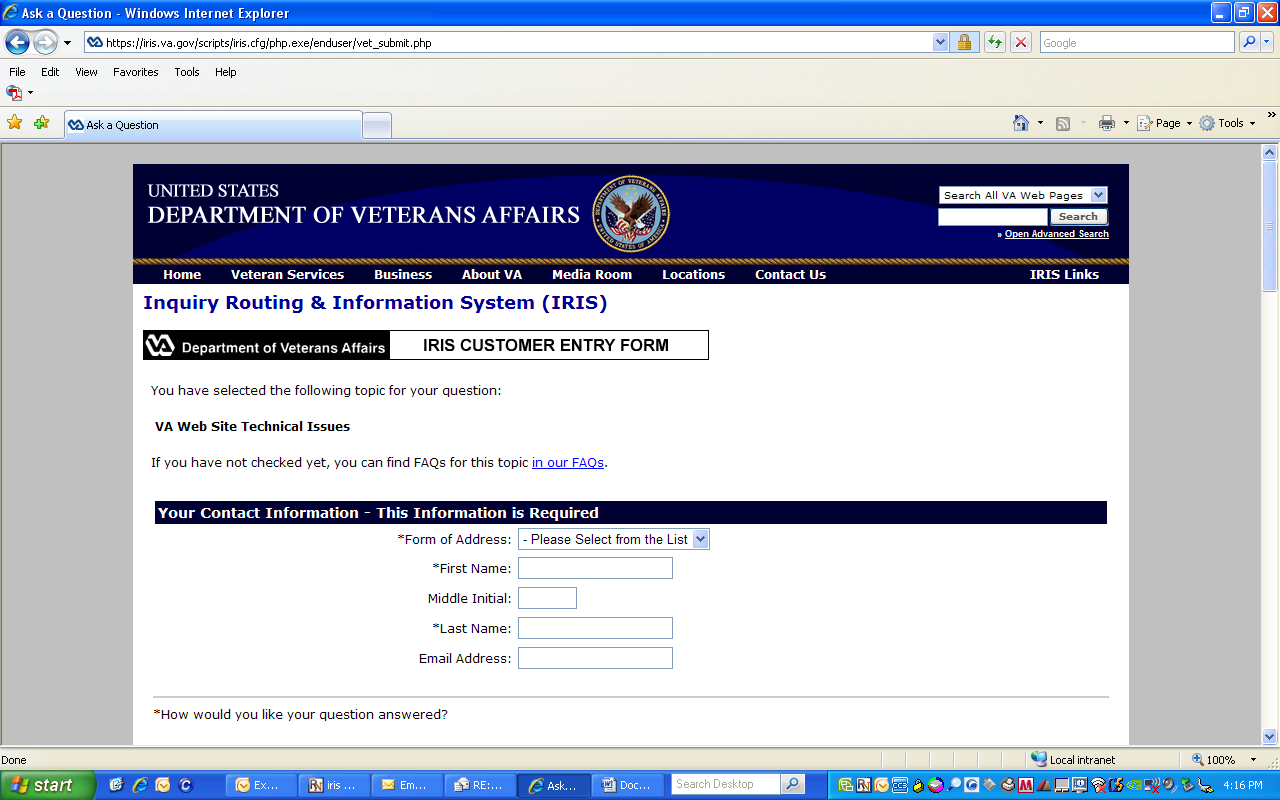 Ask a Question - Windows Internet Explorer
https://iris.va.gov/scripts/iris.cfg/php.exe/enduser/vet_submit.php
Google
File Edit View Favorites Tools Help
Ask a Question
Page Tools »
UNITED STATES
DEPARTMENT OF VETERANS AFFAIRS
Search All VA Web Pages
Search
» Open Advanced Search
Home Veteran Services Business About VA Media Room Locations Contact Us IRIS Links
Inquiry Routing & Information System (IRIS)
VA Department of Veterans Affairs IRIS CUSTOMER ENTRY FORM
You have selected the following topic for your question:
VA Web Site Technical Issues
If you have not checked yet, you can find FAQs for this topic in our FAQs.
Your Contact Information - This Information is Required
*Form of Address: - Please Select from the List
*First Name:
Middle Initial:
*Last Name:
Email Address:
*How would you like your question answered?
Done Local intranet 100%
start Ex... iris ... Em... RE:... Ask... Doc... Search Desktop 4:16 PM